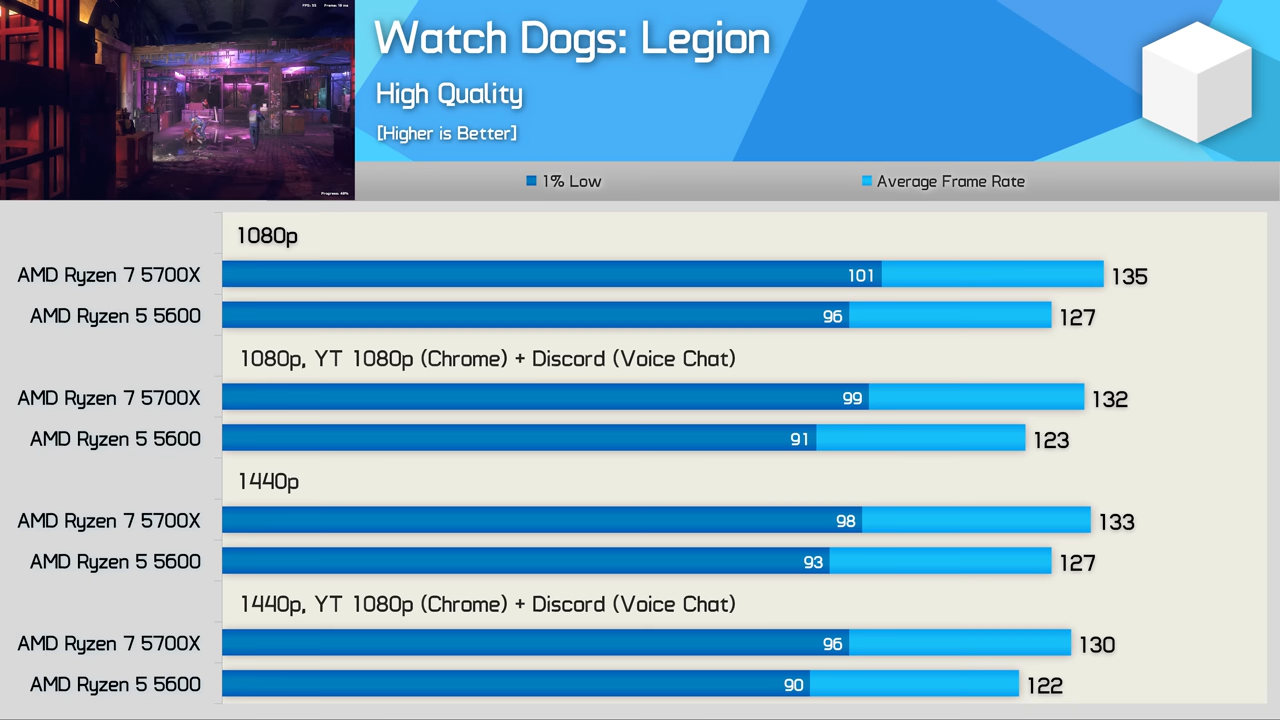 Watch Dogs: Legion
High Quality
[Higher is Better]
1% Low
Average Frame Rate
1080p
AMD Ryzen 7 5700X 101 135
AMD Ryzen 5 5600 96 127
1080p, YT 1080p (Chrome) + Discord (Voice Chat)
AMD Ryzen 7 5700X 99 132
AMD Ryzen 5 5600 91 123
1440p
AMD Ryzen 7 5700X 98 133
AMD Ryzen 5 5600 93 127
1440p, YT 1080p (Chrome) + Discord (Voice Chat)
AMD Ryzen 7 5700X 96 130
AMD Ryzen 5 5600 90 122